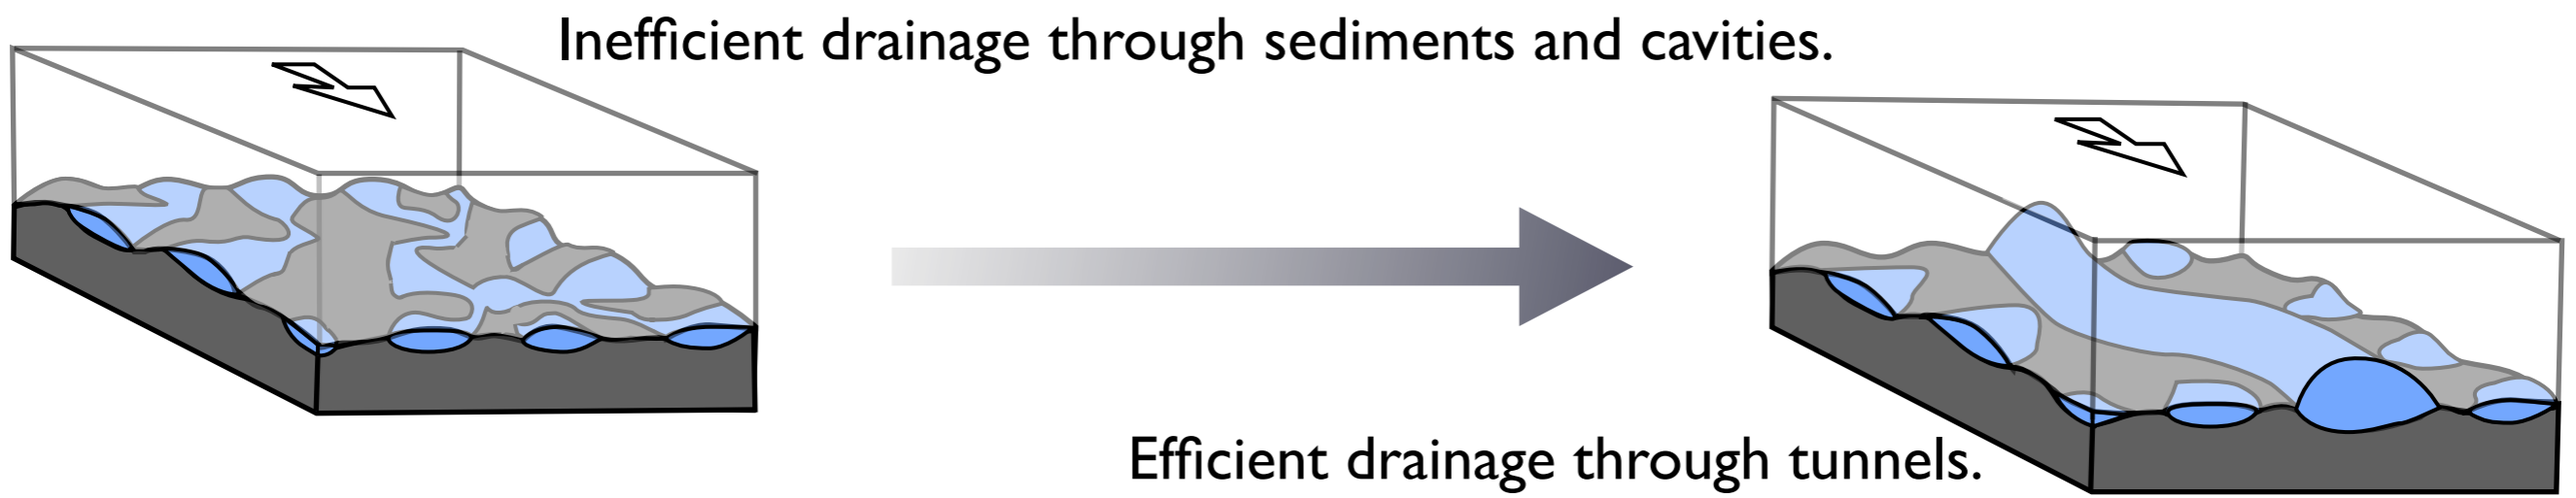 Inefficient drainage through sediments and cavities.
Efficient drainage through tunnels.